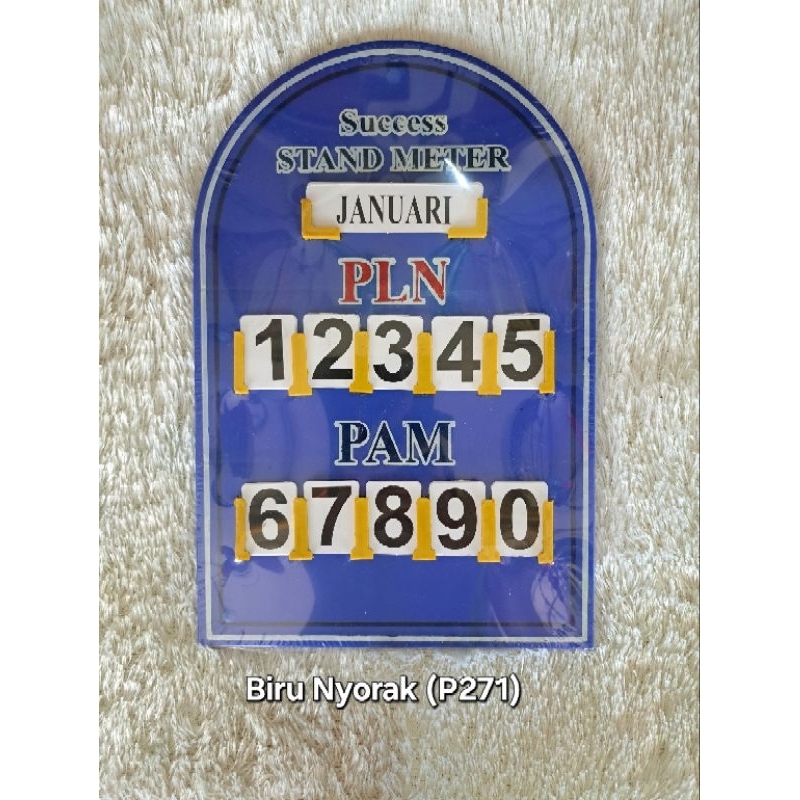 Success
STAND METER
JANUARI
PLN
12345
PAM
67890
Biru Nyorak (P271)